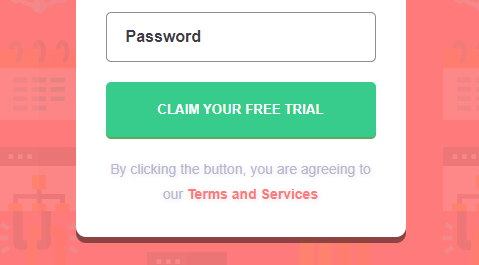 Password
CLAIM YOUR FREE TRIAL
By clicking the button, you are agreeing to
our Terms and Services